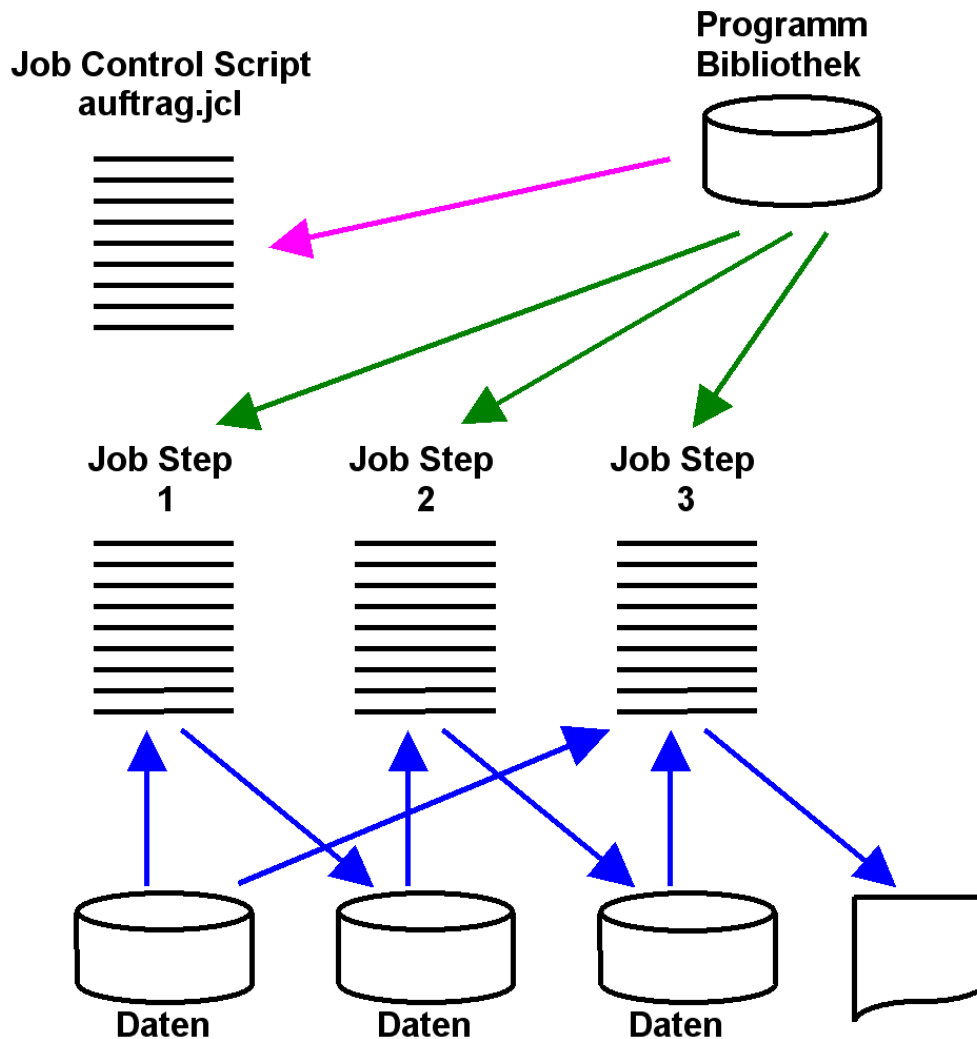 Job Control Script
auftrag.jcl
Programm
Bibliothek
Job Step
1
Job Step
2
Job Step
3
Daten
Daten
Daten